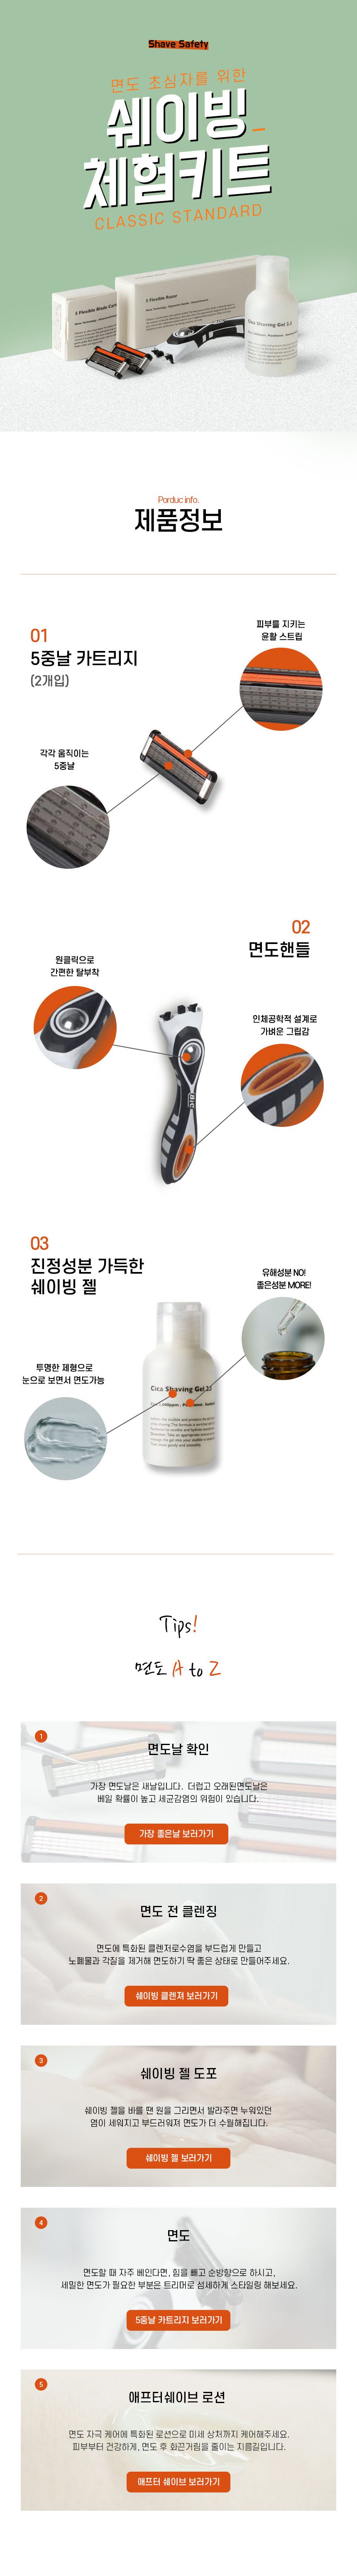 Shave Safety
면도 초심자를 위한
쉐이빙
체험키트
CLASSIC STANDARD
5 Flexible Razor
Cica Shaving Gel 2.5
Porduc info.
제품정보
01
5중날 카트리지
(2개입)
피부를 지키는
윤활 스트립
각각 움직이는
5중날
02
면도핸들
원클릭으로
간편한 탈부착
인체공학적 설계로
가벼운 그립감
BIC
03
진정성분 가득한
쉐이빙 젤
유해성분 NO!
좋은성분 MORE!
투명한 제형으로
눈으로 보면서 면도가능
Cica Shaving Gel 2.5
Tips!
면도 A to Z
1
면도날 확인
가장 면도날은 새날입니다. 더럽고 오래된면도날은
베일 확률이 높고 세균감염의 위험이 있습니다.
가장 좋은날 보러가기
2
면도 전 클렌징
면도에 특화된 클렌저로수염을 부드럽게 만들고
노폐물과 각질을 제거해 면도하기 딱 좋은 상태로 만들어주세요.
쉐이빙 클렌져 보러가기
3
쉐이빙 젤 도포
쉐이빙 젤을 바를 땐 원을 그리면서 발라주면 누워있던
염이 세워지고 부드러워져 면도가 더 수월해집니다.
쉐이빙 젤 보러가기
4
면도
면도할 때 자주 베인다면, 힘을 빼고 순방향으로 하시고,
세밀한 면도가 필요한 부분은 트리머로 섬세하게 스타일링 해보세요.
5중날 카트리지 보러가기
5
애프터쉐이브 로션
면도 자극 케어에 특화된 로션으로 미세 상처까지 케어해주세요.
피부부터 건강하게, 면도 후 화끈거림을 줄이는 지름길입니다.
애프터 쉐이브 보러가기